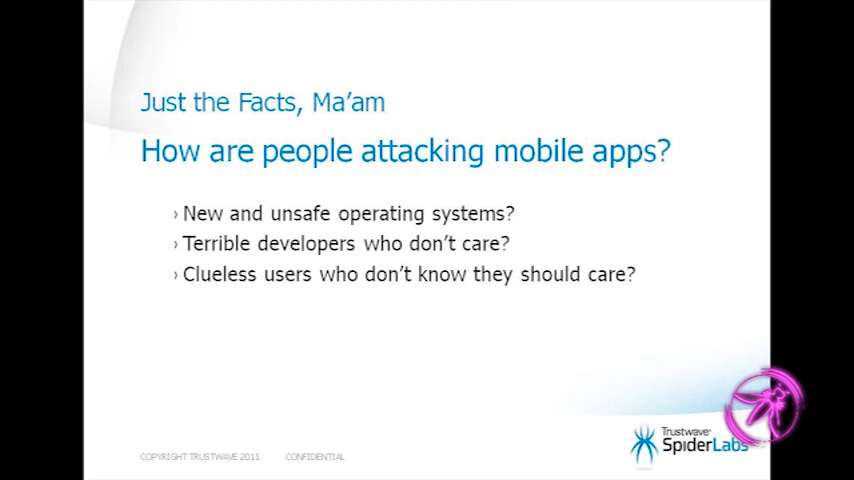 Just the Facts, Ma'am
How are people attacking mobile apps?
› New and unsafe operating systems?
› Terrible developers who don't care?
› Clueless users who don't know they should care?
COPYRIGHT TRUSTWAVE 2011 CONFIDENTIAL
Trustwave®
SpiderLabs